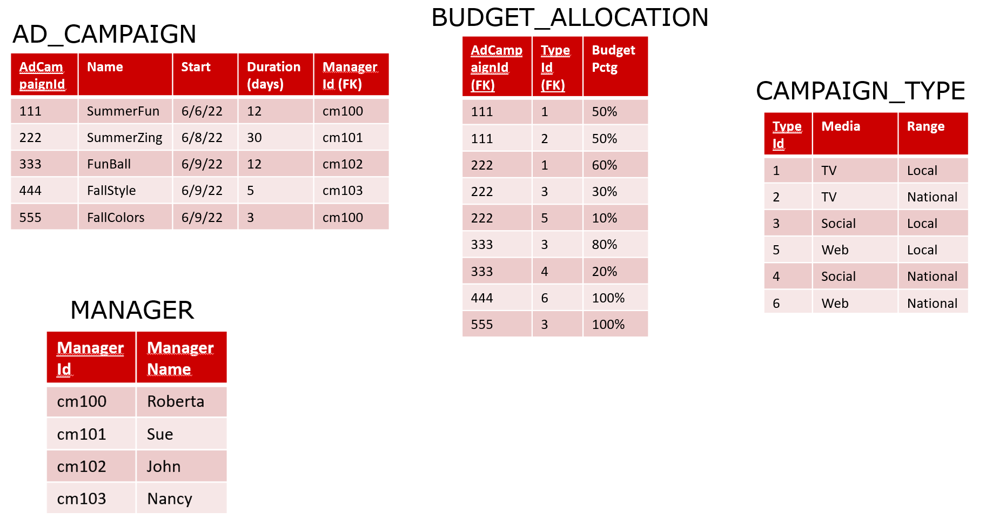 AD_CAMPAIGN
AdCam
paignId Name Start Duration
(days) Manager
Id (FK)
111 SummerFun 6/6/22 12 cm100
222 SummerZing 6/8/22 30 cm101
333 FunBall 6/9/22 12 cm102
444 FallStyle 6/9/22 5 cm103
555 FallColors 6/9/22 3 cm100
MANAGER
Manager
Id Manager
Name
cm100 Roberta
cm101 Sue
cm102 John
cm103 Nancy
BUDGET_ALLOCATION
AdCamp
aignId
(FK) Type
Id
(FK) Budget
Pctg
111 1 50%
111 2 50%
222 1 60%
222 3 30%
222 5 10%
333 3 80%
333 4 20%
444 6 100%
555 3 100%
CAMPAIGN_TYPE
Type
Id Media Range
1 TV Local
2 TV National
3 Social Local
5 Web Local
4 Social National
6 Web National